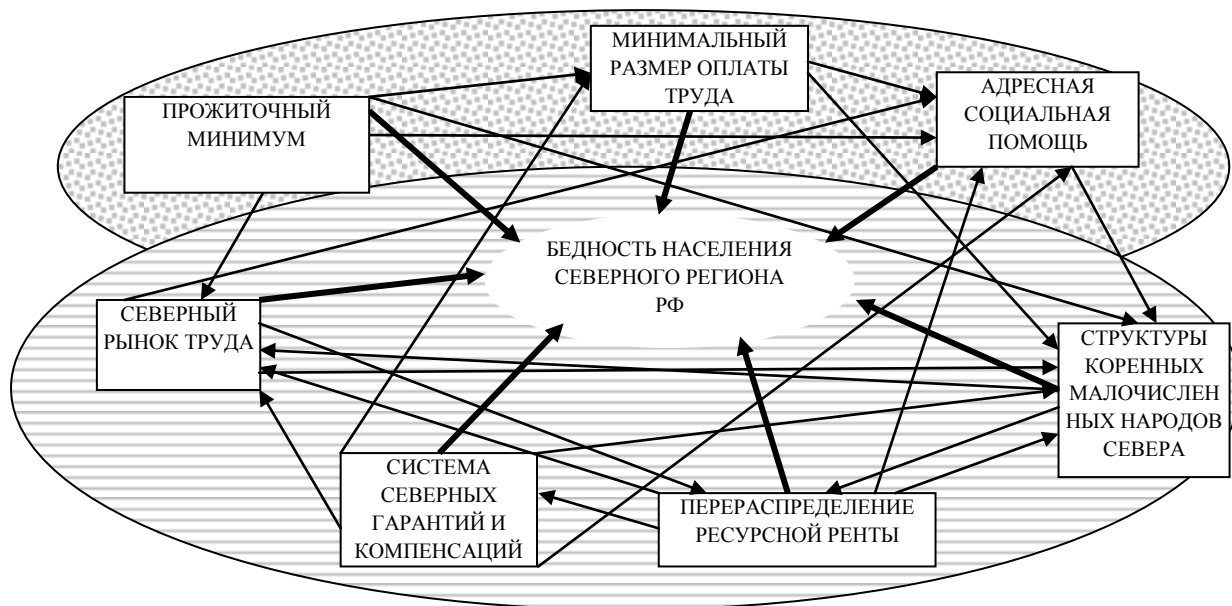 МИНИМАЛЬНЫЙ
РАЗМЕР ОПЛАТЫ
ТРУДА
АДРЕСНАЯ
СОЦИАЛЬНАЯ
ПОМОЩЬ
ПРОЖИТОЧНЫЙ
МИНИМУМ
БЕДНОСТЬ НАСЕЛЕНИЯ
СЕВЕРНОГО РЕГИОНА
РФ
СЕВЕРНЫЙ
РЫНОК ТРУДА
СТРУКТУРЫ
КОРЕННЫХ
МАЛОЧИСЛЕН
НЫХ НАРОДОВ
СЕВЕРА
СИСТЕМА
СЕВЕРНЫХ
ГАРАНТИЙ И
КОМПЕНСАЦИЙ
ПЕРЕРАСПРЕДЕЛЕНИЕ
РЕСУРСНОЙ РЕНТЫ